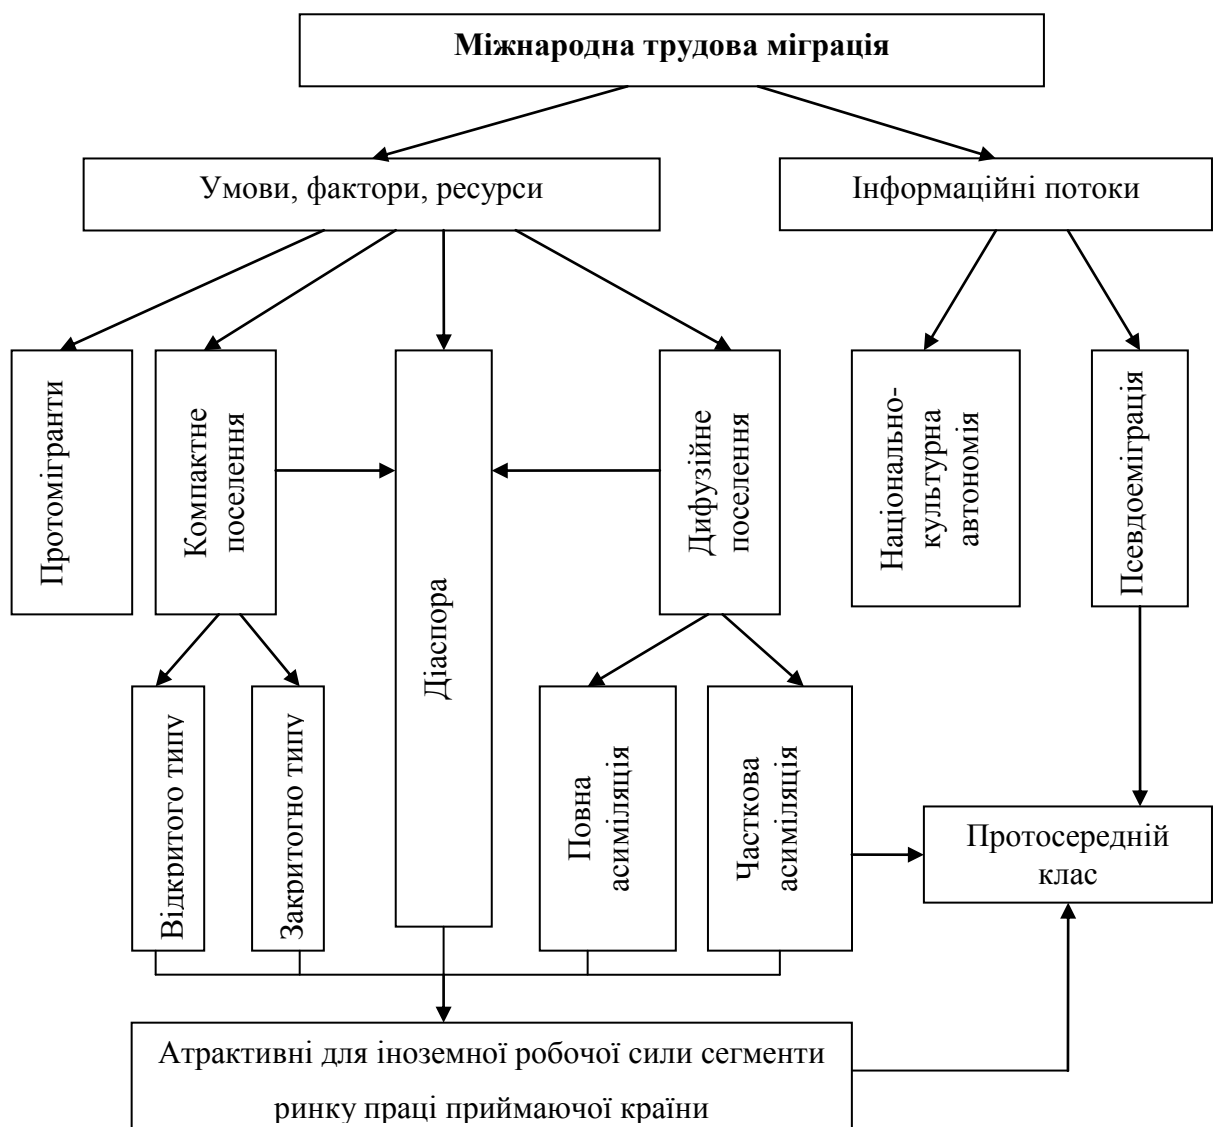 Міжнародна трудова міграція
Умови, фактори, ресурси
Інформаційні потоки
Протомігранти
Компактне
поселення
Діаспора
Дифузійне
поселення
Національно-
культурна
автономія
Псевдоеміграція
Відкритого типу
Закритогно типу
Повна
асиміляція
Часткова
асиміляція
Протосередній
клас
Атрактивні для іноземної робочої сили сегменти
ринку праці приймаючої країни